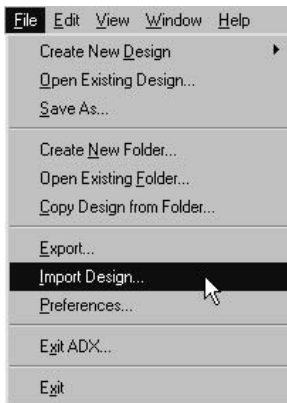 File Edit View Window Help
Create New Design
Open Existing Design...
Save As...
Create New Folder...
Open Existing Folder...
Copy Design from Folder...
Export...
Import Design...
Preferences...
Exit ADX...
Exit